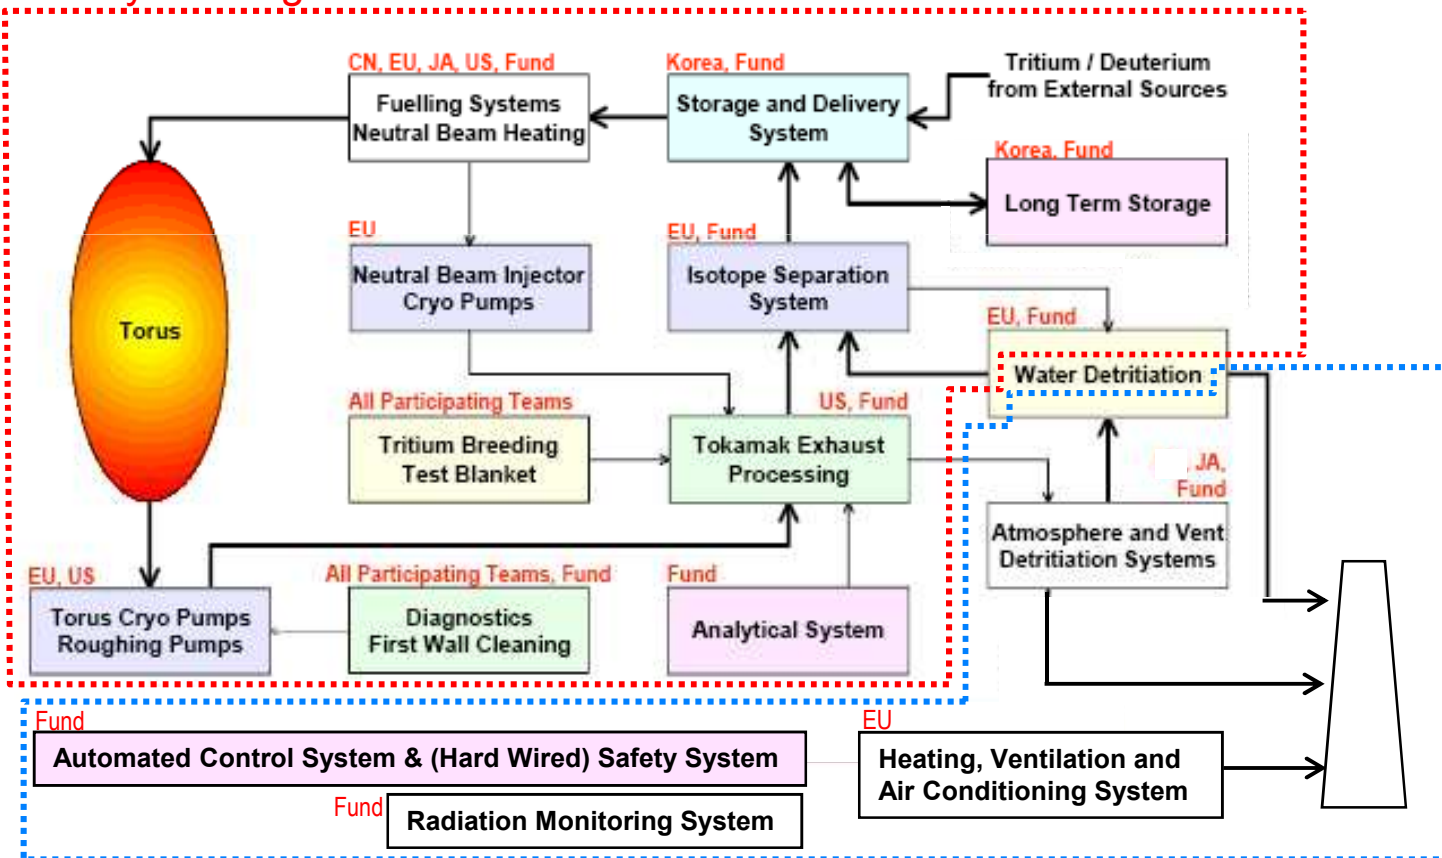 CN, EU, JA, US, Fund
Fuelling Systems
Neutral Beam Heating
Korea, Fund
Storage and Delivery
System
Tritium / Deuterium
from External Sources
Korea, Fund
Long Term Storage
EU
Neutral Beam Injector
Cryo Pumps
EU, Fund
Isotope Separation
System
Torus
EU, Fund
Water Detritiation
All Participating Teams
Tritium Breeding
Test Blanket
US, Fund
Tokamak Exhaust
Processing
, JA,
Fund
Atmosphere and Vent
Detritiation Systems
EU, US
Torus Cryo Pumps
Roughing Pumps
All Participating Teams, Fund
Diagnostics
First Wall Cleaning
Fund
Analytical System
Fund
Automated Control System & (Hard Wired) Safety System
EU
Heating, Ventilation and
Air Conditioning System
Fund
Radiation Monitoring System